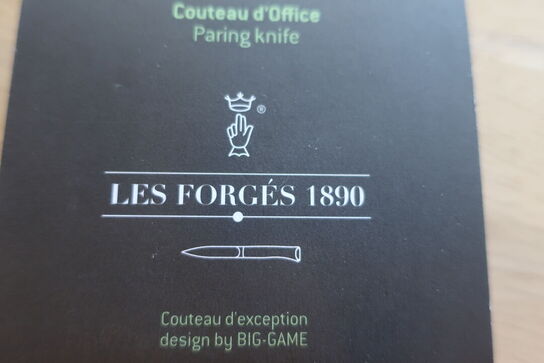 Couteau d'Office
Paring knife
®
LES FORGÉS 1890
Couteau d'exception
design by BIG-GAME